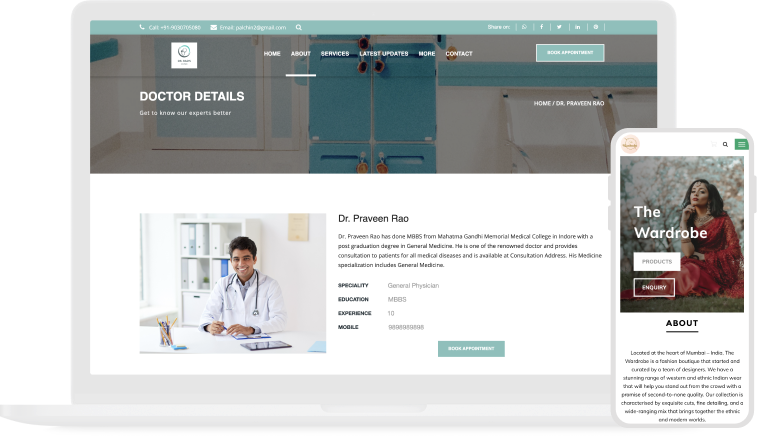 Call: +91-9030705080 Email: palchin2@gmail.com Share on:
HOME ABOUT SERVICES LATEST UPDATES MORE CONTACT BOOK APPOINTMENT
DOCTOR DETAILS
Get to know our experts better
HOME / DR. PRAVEEN RAO
Dr. Praveen Rao
Dr. Praveen Rao has done MBBS from Mahatma Gandhi Memorial Medical College in Indore with a
post graduation degree in General Medicine. He is one of the renowned doctor and provides
consultation to patients for all medical diseases and is available at Consultation Address. His Medicine
specialization includes General Medicine.
SPECIALITY General Physician
EDUCATION MBBS
EXPERIENCE 10
MOBILE 9898989898
BOOK APPOINTMENT
Wardrobe
The
Wardrobe
PRODUCTS
ENQUIRY
ABOUT
Located at the heart of Mumbai - India, The
Wardrobe is a fashion boutique that started and
curated by a team of designers. We have a
stunning range of western and ethnic Indian wear
that will help you stand out from the crowd with a
promise of second-to-none quality. Our collection is
characterised by exquisite cuts, fine detailing, and a
wide-ranging mix that brings together the ethnic
and modern worlds.